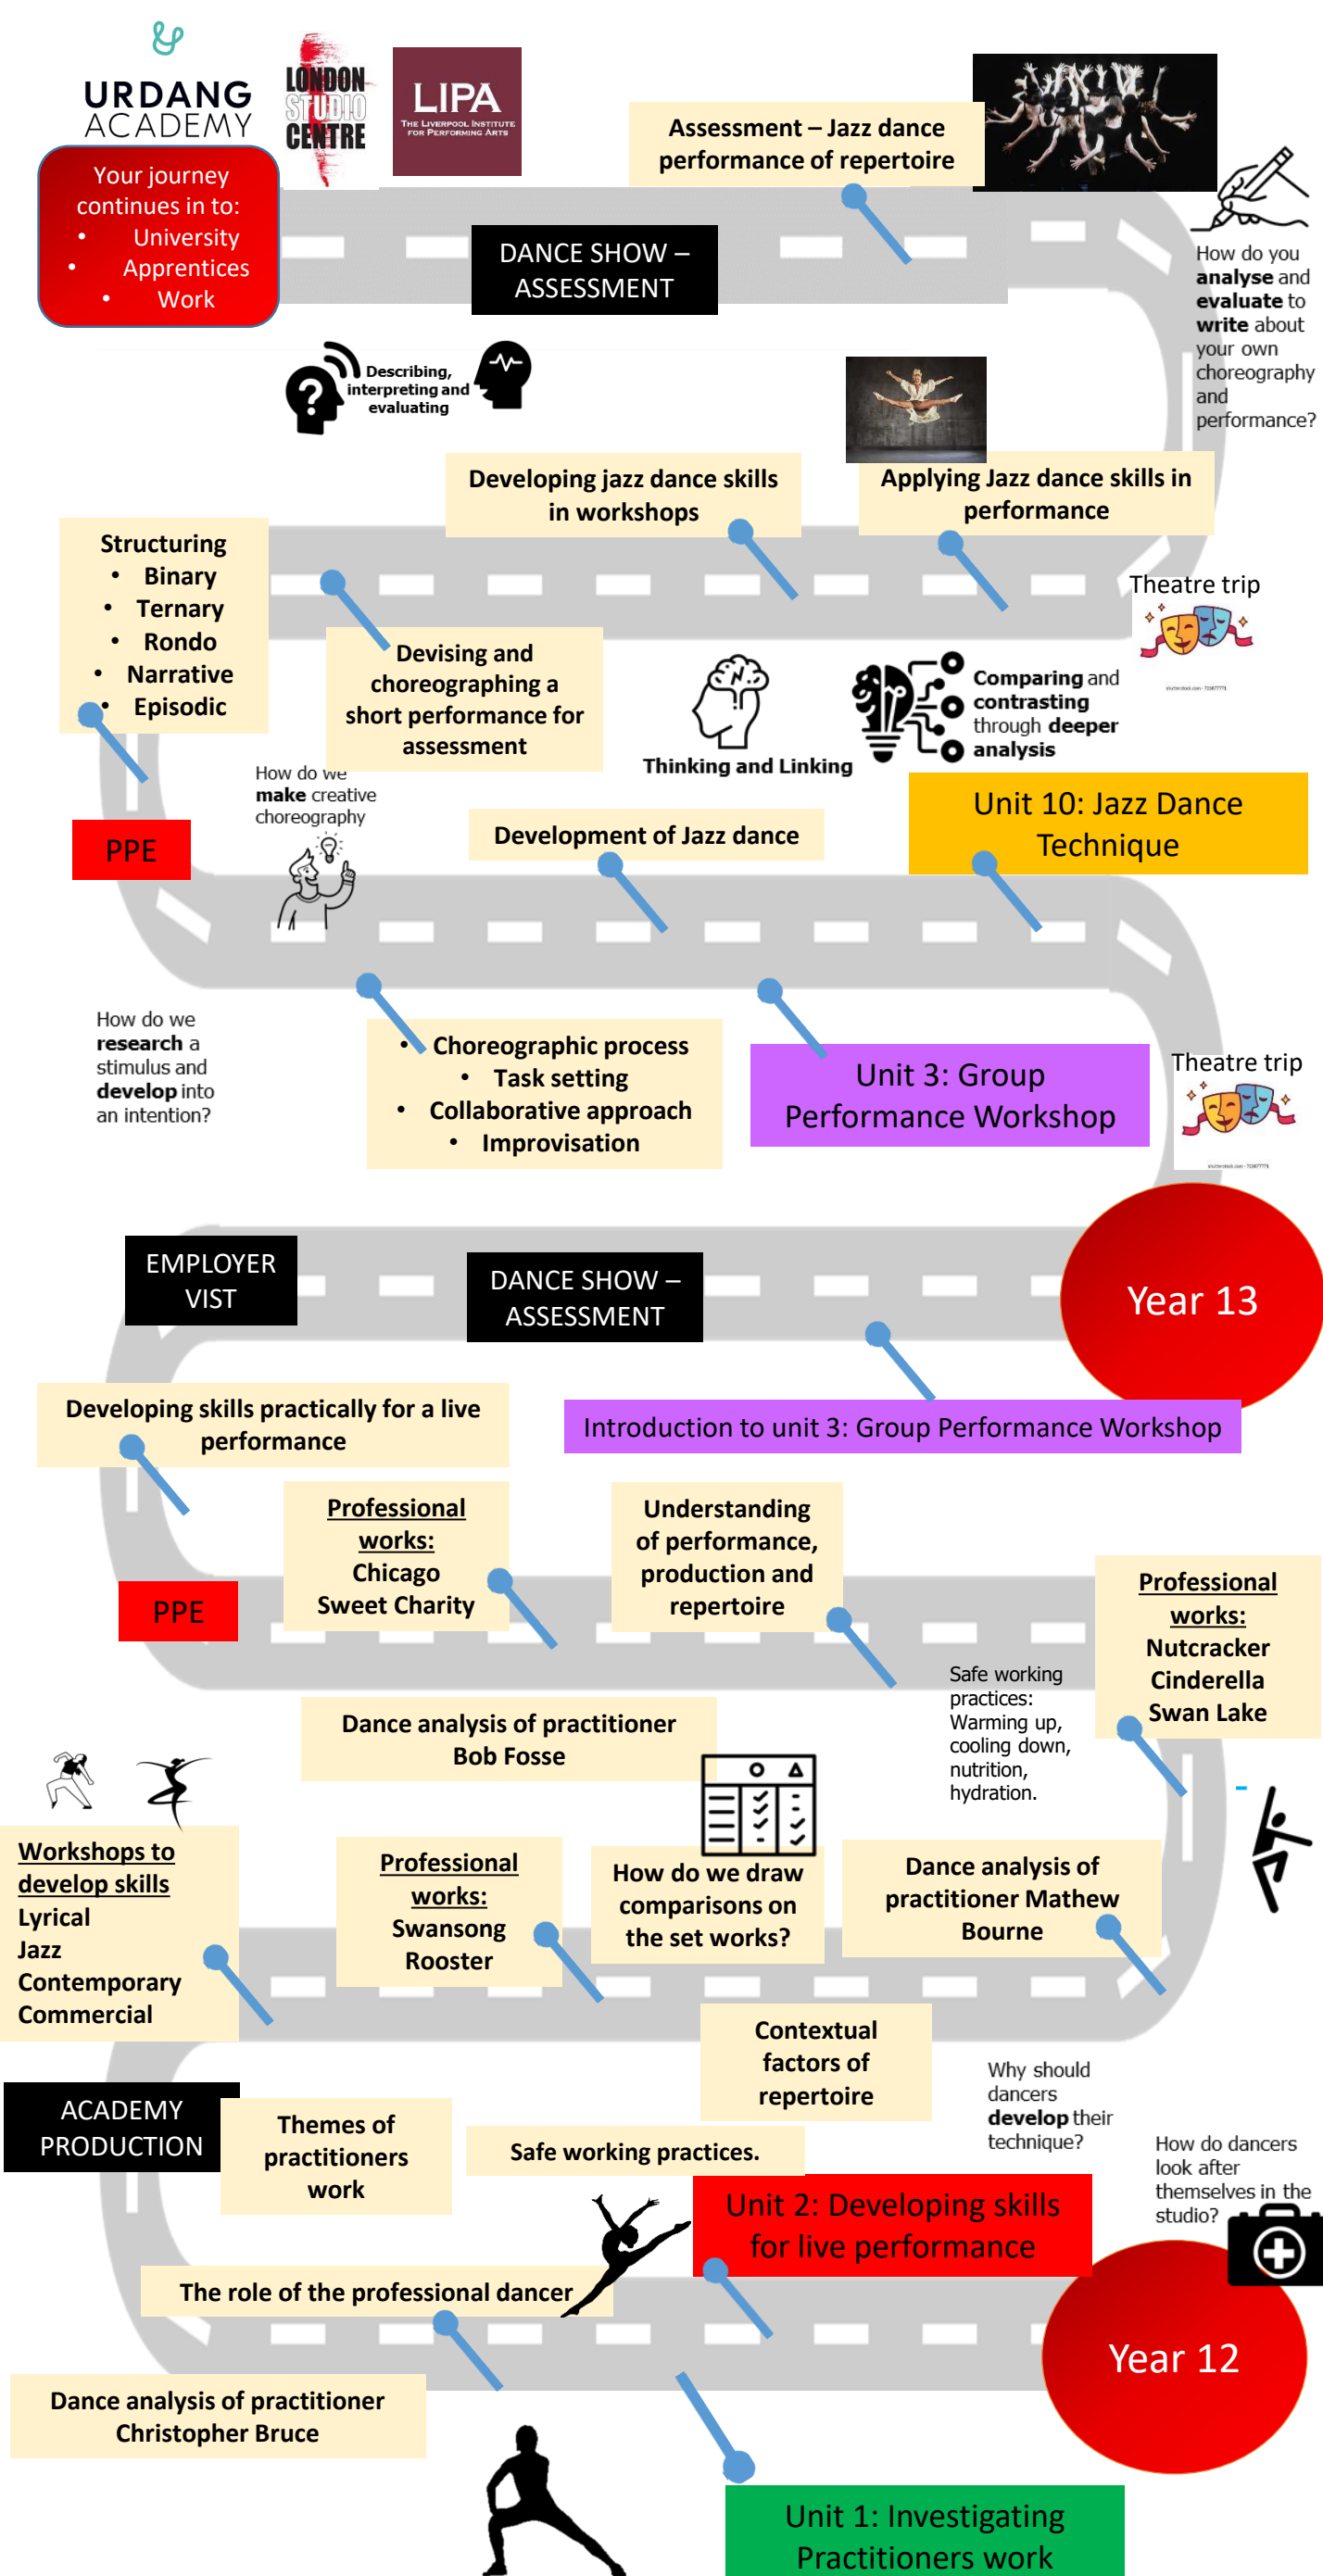 URDANG
ACADEMY
LONDON
STUDIO
CENTRE
LIPA
THE LIVERPOOL INSTITUTE
FOR PERFORMING ARTS
Your journey
continues in to:
• University
• Apprentices
• Work
Assessment – Jazz dance
performance of repertoire
DANCE SHOW –
ASSESSMENT
How do you
analyse and
evaluate to
write about
your own
choreography
and
performance?
Describing,
interpreting and
evaluating
Developing jazz dance skills
in workshops
Applying Jazz dance skills in
performance
Structuring
• Binary
• Ternary
• Rondo
• Narrative
• Episodic
Devising and
choreographing a
short performance for
assessment
Theatre trip
shutterstock.com · 713877771
Thinking and Linking
Comparing and
contrasting
through deeper
analysis
How do we
make creative
choreography
PPE
Development of Jazz dance
Unit 10: Jazz Dance
Technique
How do we
research a
stimulus and
develop into
an intention?
• Choreographic process
• Task setting
• Collaborative approach
• Improvisation
Unit 3: Group
Performance Workshop
Theatre trip
shutterstock.com · 713877771
EMPLOYER
VIST
DANCE SHOW –
ASSESSMENT
Year 13
Developing skills practically for a live
performance
Introduction to unit 3: Group Performance Workshop
Professional
works:
Chicago
Sweet Charity
Understanding
of performance,
production and
repertoire
PPE
Professional
works:
Nutcracker
Cinderella
Swan Lake
Safe working
practices:
Warming up,
cooling down,
nutrition,
hydration.
Dance analysis of practitioner
Bob Fosse
Workshops to
develop skills
Lyrical
Jazz
Contemporary
Commercial
Professional
works:
Swansong
Rooster
How do we draw
comparisons on
the set works?
Dance analysis of
practitioner Mathew
Bourne
Contextual
factors of
repertoire
Why should
dancers
develop their
technique?
ACADEMY
PRODUCTION
Themes of
practitioners
work
Safe working practices.
How do dancers
look after
themselves in the
studio?
Unit 2: Developing skills
for live performance
The role of the professional dancer
Year 12
Dance analysis of practitioner
Christopher Bruce
Unit 1: Investigating
Practitioners work